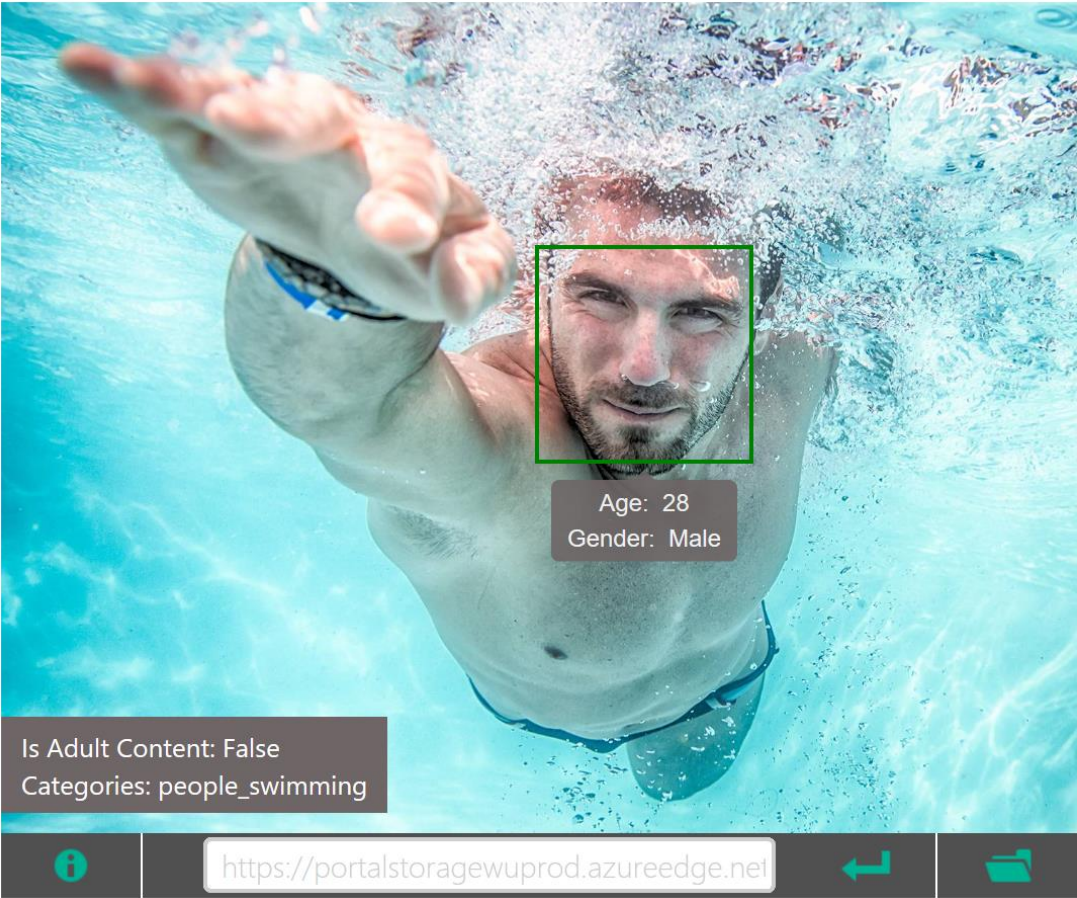 Age: 28
Gender: Male
Is Adult Content: False
Categories: people_swimming
https://portalstoragewuprod.azureedge.net